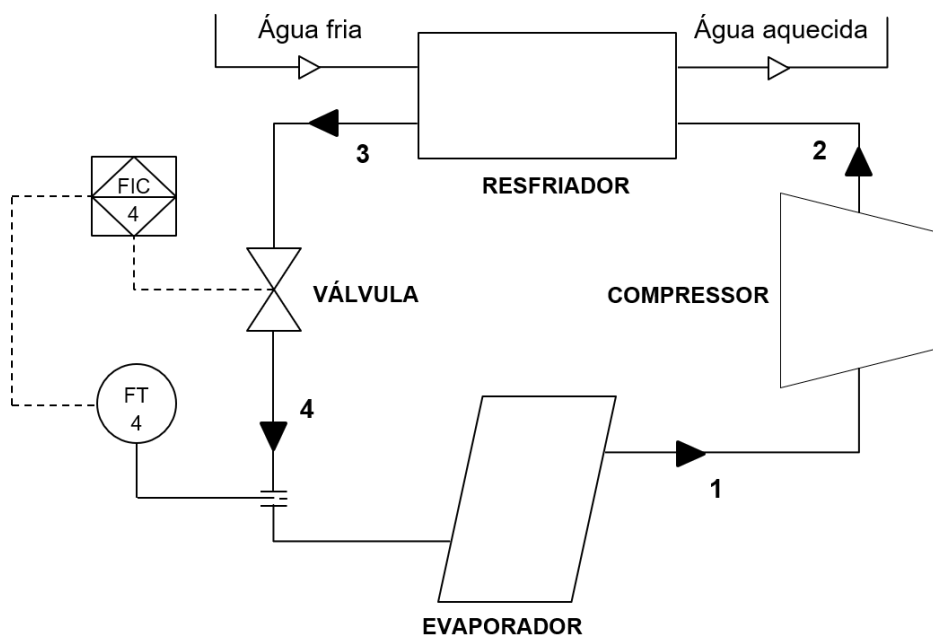 Água fria
Água aquecida
3
2
RESFRIADOR
FIC
4
VÁLVULA
COMPRESSOR
FT
4
4
1
EVAPORADOR